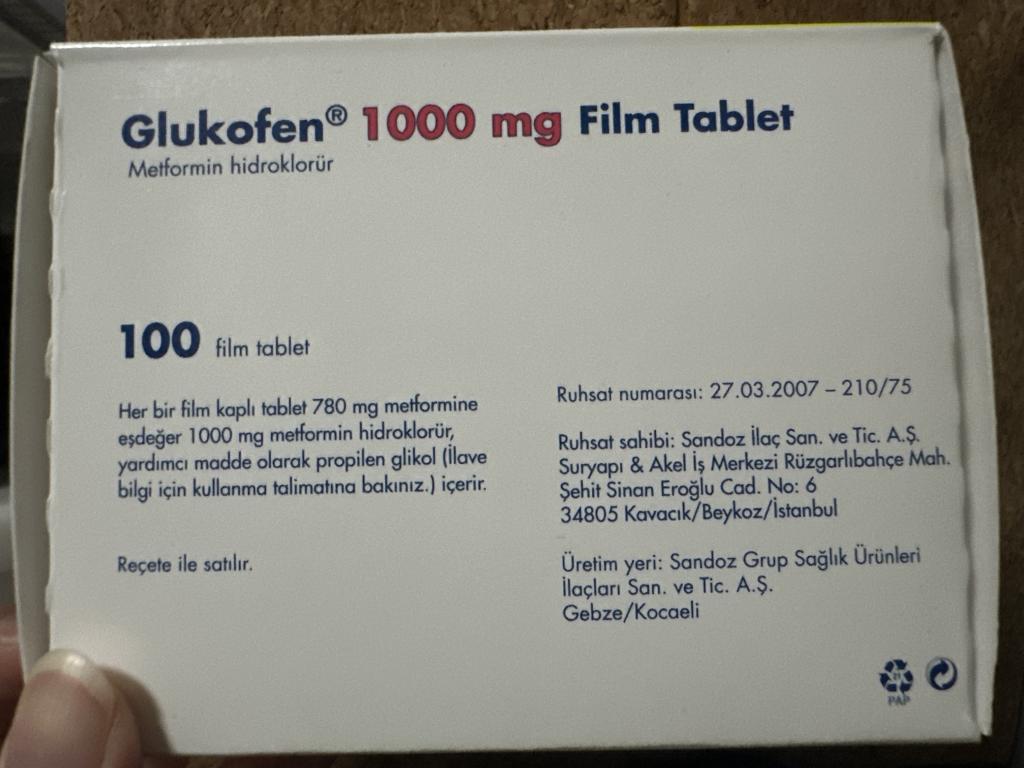 Glukofen® 1000 mg Film Tablet
Metformin hidroklorür
100 film tablet
Her bir film kaplı tablet 780 mg metformine
eşdeğer 1000 mg metformin hidroklorür,
yardımcı madde olarak propilen glikol (İlave
bilgi için kullanma talimatına bakınız.) içerir.
Reçete ile satılır.
Ruhsat numarası: 27.03.2007 – 210/75
Ruhsat sahibi: Sandoz İlaç San. ve Tic. A.Ş.
Suryapı & Akel İş Merkezi Rüzgarlıbahçe Mah.
Şehit Sinan Eroğlu Cad. No: 6
34805 Kavacık/Beykoz/İstanbul
Üretim yeri: Sandoz Grup Sağlık Ürünleri
İlaçları San. ve Tic. A.Ş.
Gebze/Kocaeli
21
PAP